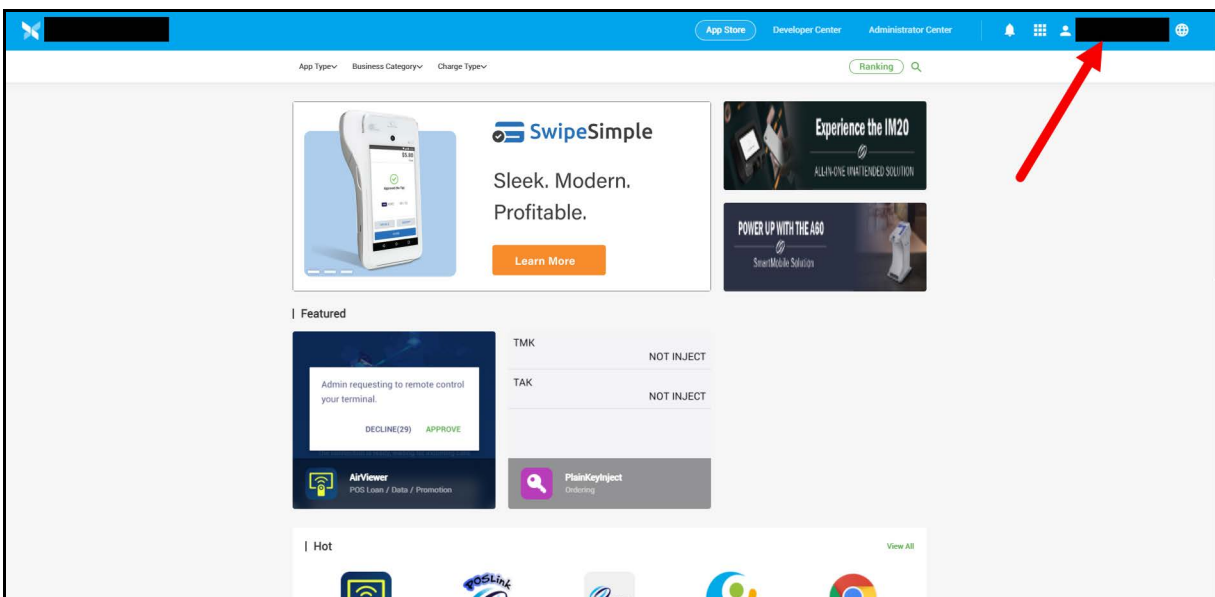 App Store
Developer Center
Administrator Center
App Type
Business Category
Charge Type
Ranking
SwipeSimple
Sleek. Modern.
Profitable.
Learn More
$5.90
Experience the IM20
ALL-IN-ONE UNATTENDED SOLUTION
POWER UP WITH THE A60
SmartMobile Solution
Featured
Admin requesting to remote control
your terminal.
DECLINE(29) APPROVE
AirViewer
POS Loan / Data / Promotion
TMK
NOT INJECT
TAK
NOT INJECT
PlainKeyInject
Ordering
Hot
View All
POSLink